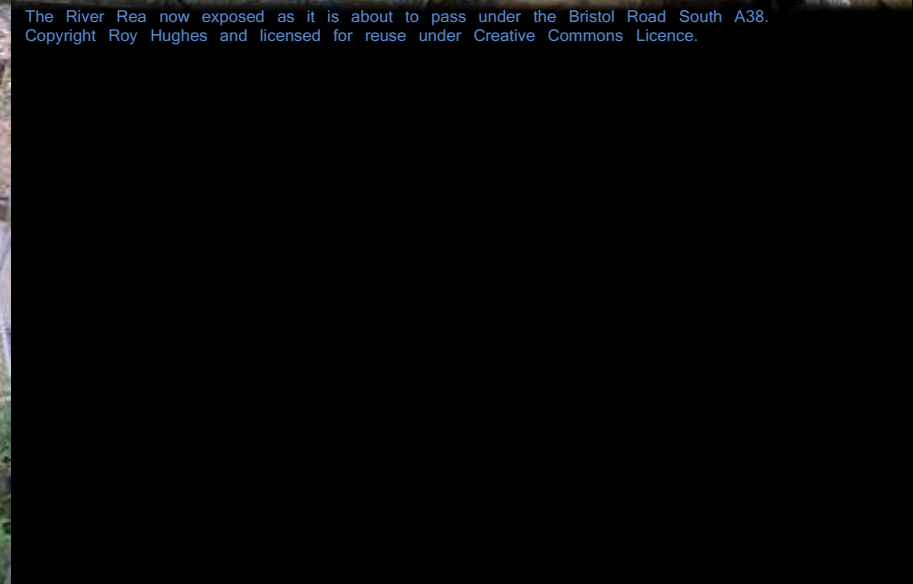 The River Rea now exposed as it is about to pass under the Bristol Road South A38.
Copyright Roy Hughes and licensed for reuse under Creative Commons Licence.